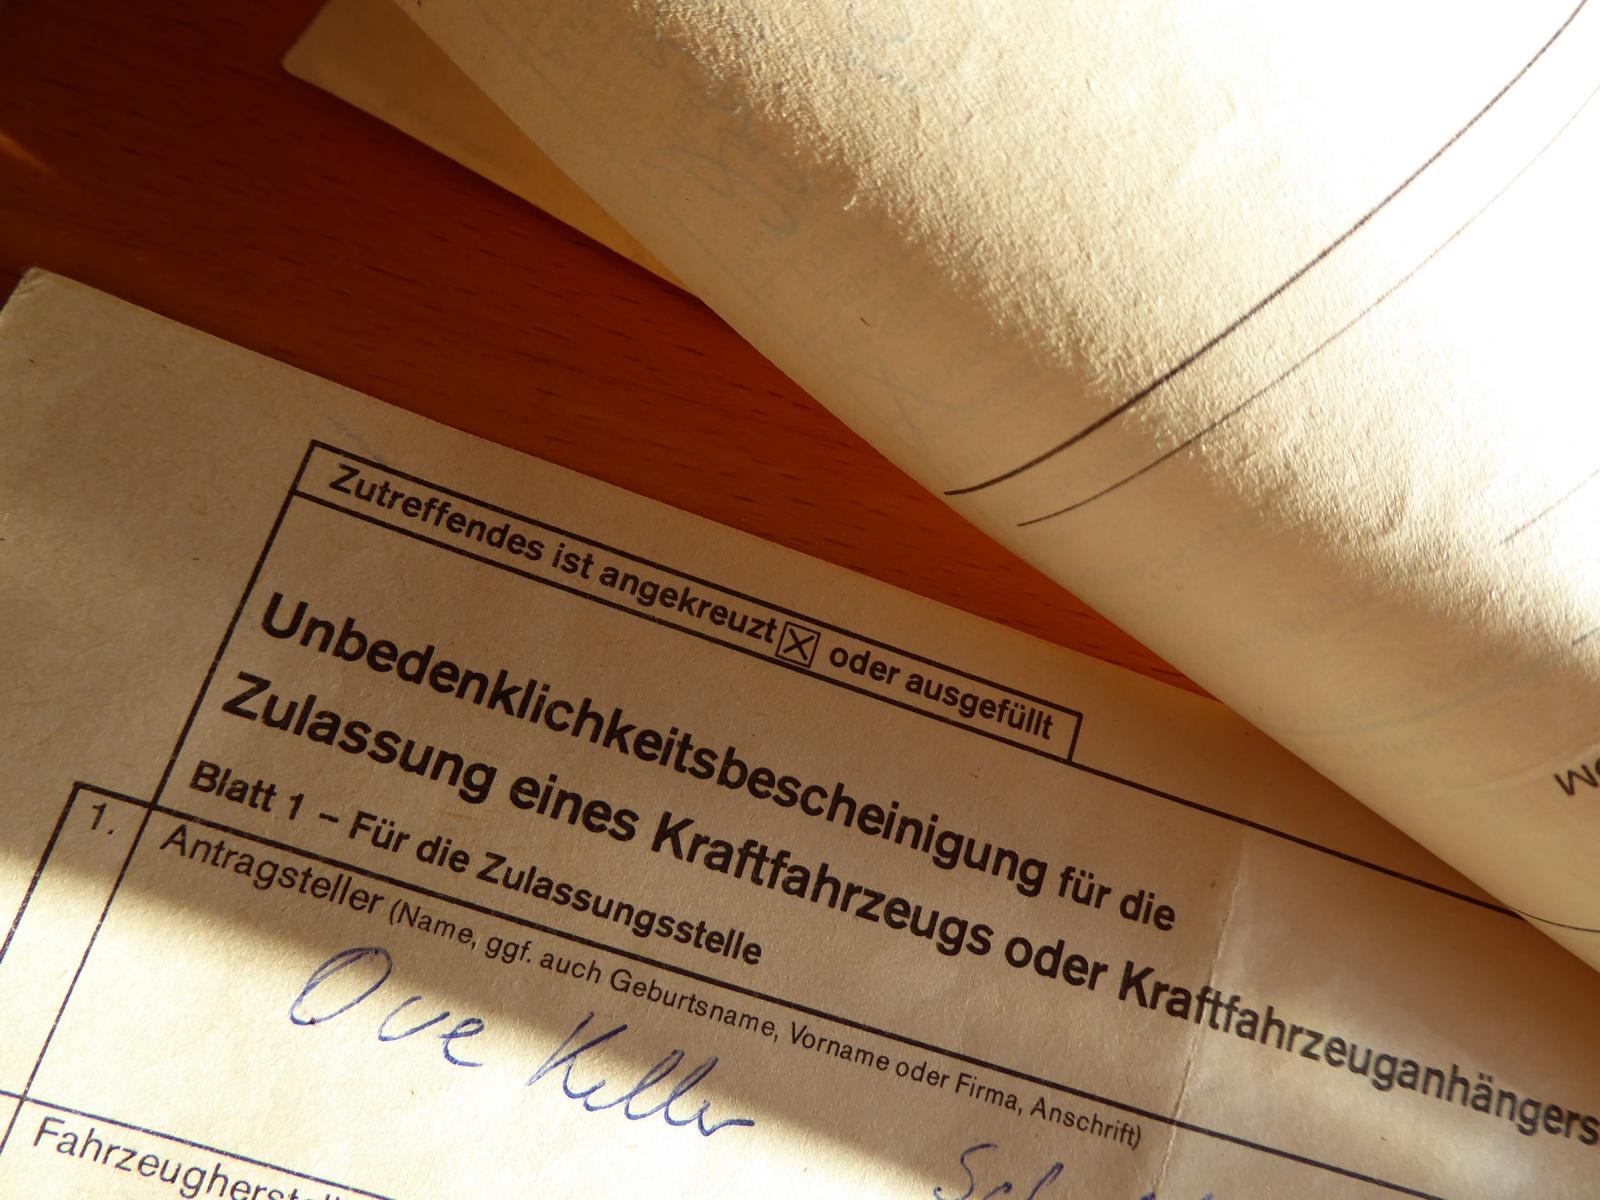 Zutreffendes ist angekreuzt ☒ oder ausgefüllt
Unbedenklichkeitsbescheinigung für die
Zulassung eines Kraftfahrzeugs oder Kraftfahrzeuganhängers
Blatt 1 – Für die Zulassungsstelle
1.
Antragsteller (Name, ggf. auch Geburtsname, Vorname oder Firma, Anschrift)
Ove Keller